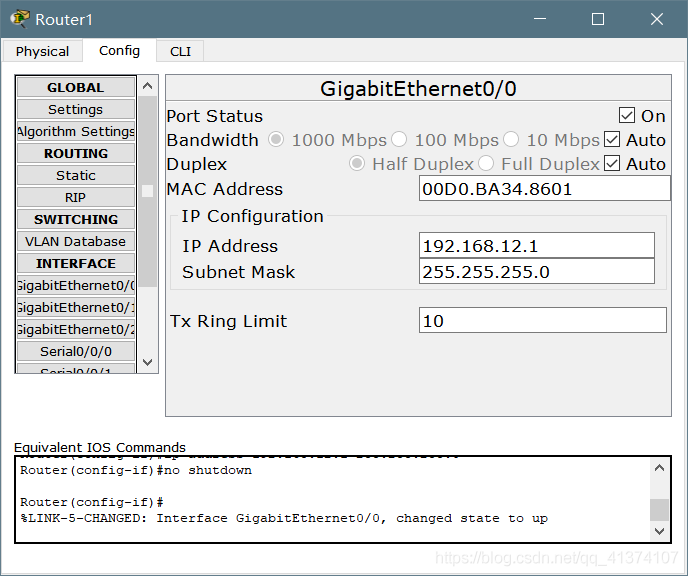 Router1
Physical Config CLI
GLOBAL
Settings
Algorithm Settings
ROUTING
Static
RIP
SWITCHING
VLAN Database
INTERFACE
GigabitEthernet0/0
GigabitEthernet0/1
GigabitEthernet0/2
Serial0/0/0
Serial0/0/1
GigabitEthernet0/0
Port Status On
Bandwidth 1000 Mbps 100 Mbps 10 Mbps Auto
Duplex Half Duplex Full Duplex Auto
MAC Address 00D0.BA34.8601
IP Configuration
IP Address 192.168.12.1
Subnet Mask 255.255.255.0
Tx Ring Limit 10
Equivalent IOS Commands
Router(config-if)#no shutdown
Router(config-if)#
%LINK-5-CHANGED: Interface GigabitEthernet0/0, changed state to up
https://blog.csdn.net/qq_41374107